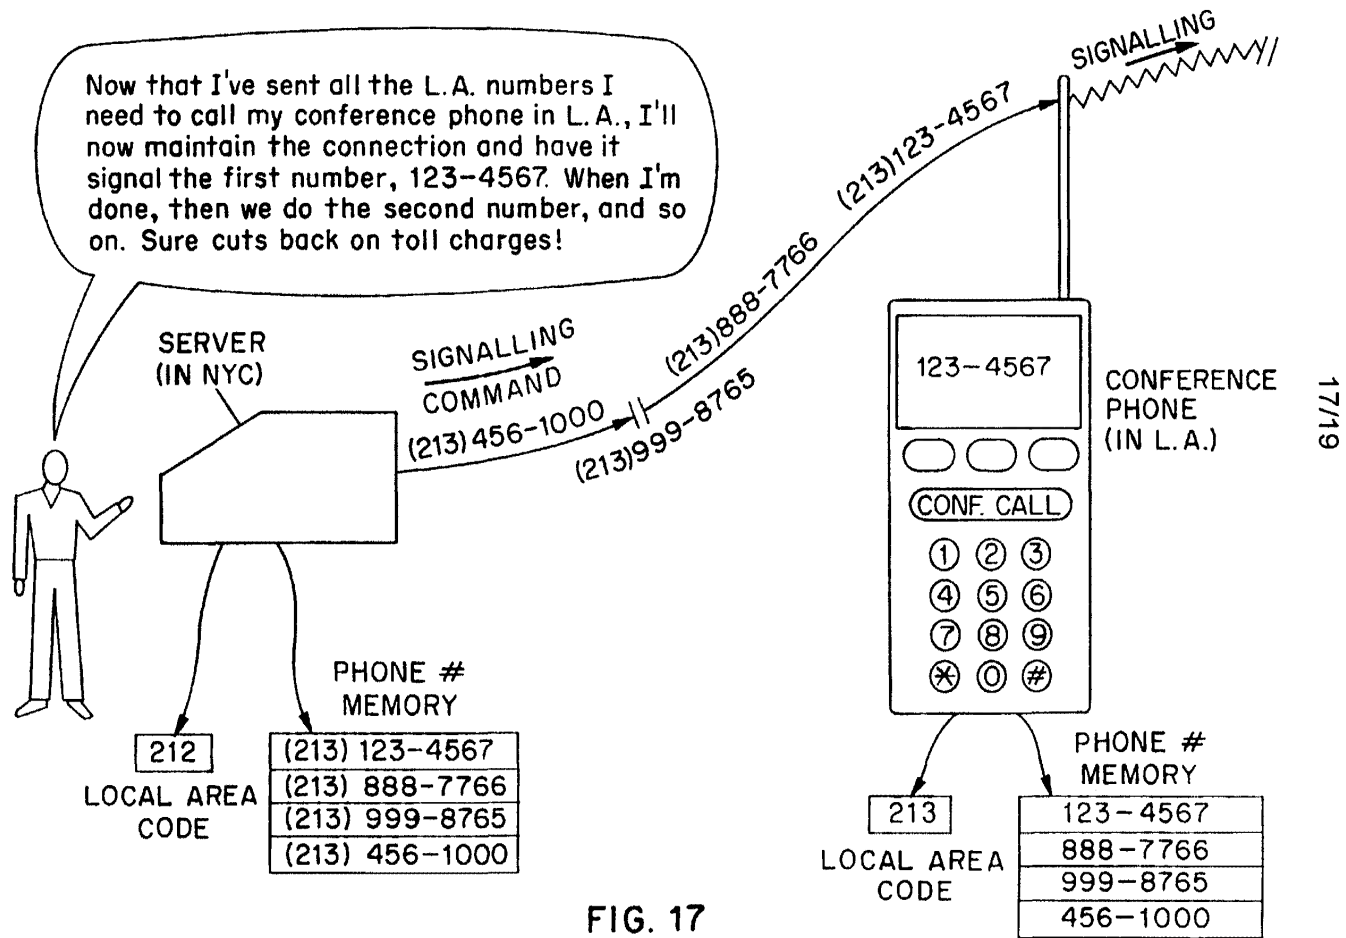 Now that I've sent all the L.A. numbers I
need to call my conference phone in L.A., I'll
now maintain the connection and have it
signal the first number, 123-4567. When I'm
done, then we do the second number, and so
on. Sure cuts back on toll charges!
SERVER
(IN NYC)
SIGNALLING
COMMAND
(213) 456-1000
(213)999-8765
(213)888-7766
(213)123-4567
SIGNALLING
123-4567
CONFERENCE
PHONE
(IN L.A.)
CONF. CALL
1 2 3
4 5 6
7 8 9
* 0 #
17/19
212
LOCAL AREA
CODE
PHONE #
MEMORY
(213) 123-4567
(213) 888-7766
(213) 999-8765
(213) 456-1000
213
LOCAL AREA
CODE
PHONE #
MEMORY
123-4567
888-7766
999-8765
456-1000
FIG. 17